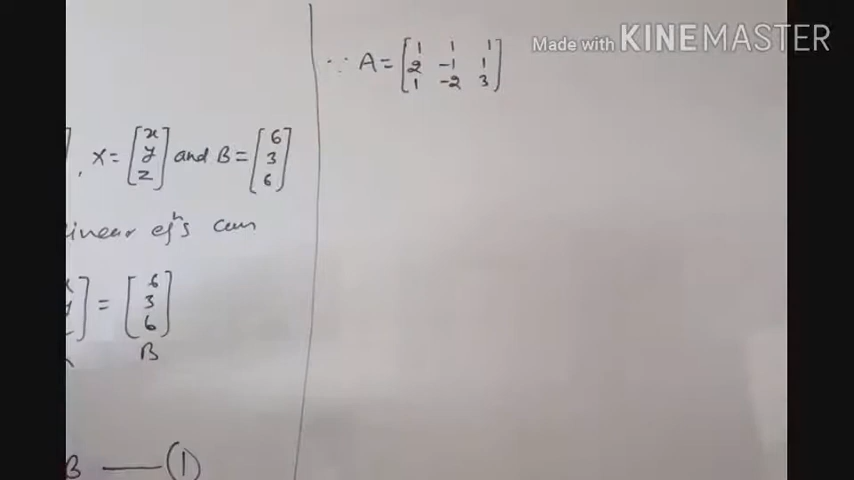 , X = [x y z] and B = [6 3 6]
linear eqns can
] = [6 3 6]
B
B —— (1)
∵ A = [1 1 1
2 -1 1
1 -2 3]
Made with KINEMASTER